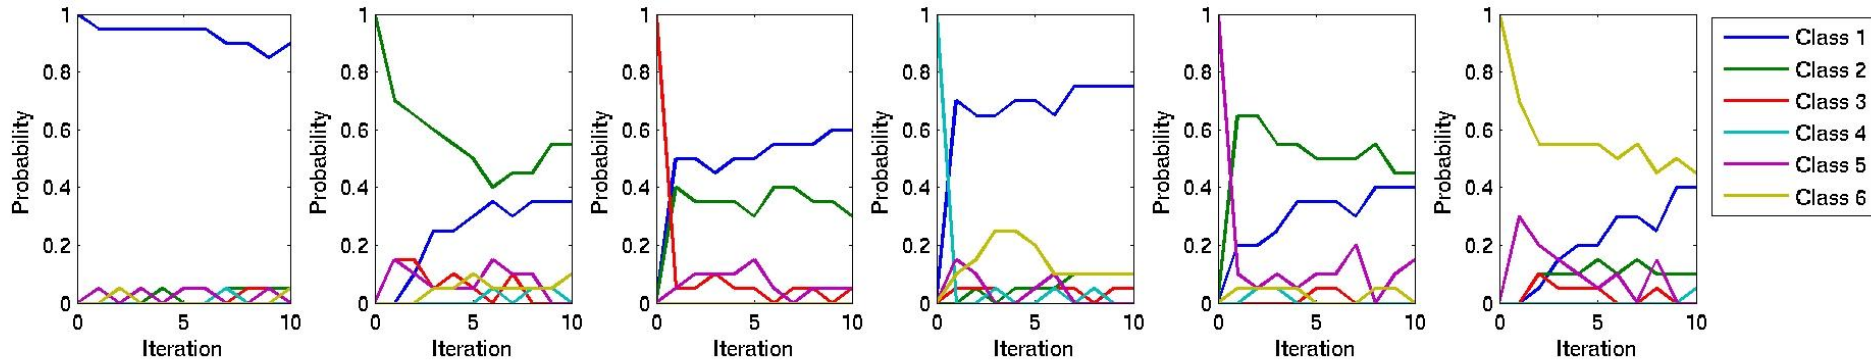 1 1 1 1 1 1
0.8 0.8 0.8 0.8 0.8 0.8 Class 1
Class 2
0.6 0.6 0.6 0.6 0.6 0.6 Class 3
Probability Probability Probability Probability Probability Probability
0.4 0.4 0.4 0.4 0.4 0.4 Class 4
Class 5
0.2 0.2 0.2 0.2 0.2 0.2 Class 6
0 0 0 0 0 0
0 5 10 0 5 10 0 5 10 0 5 10 0 5 10 0 5 10
Iteration Iteration Iteration Iteration Iteration Iteration